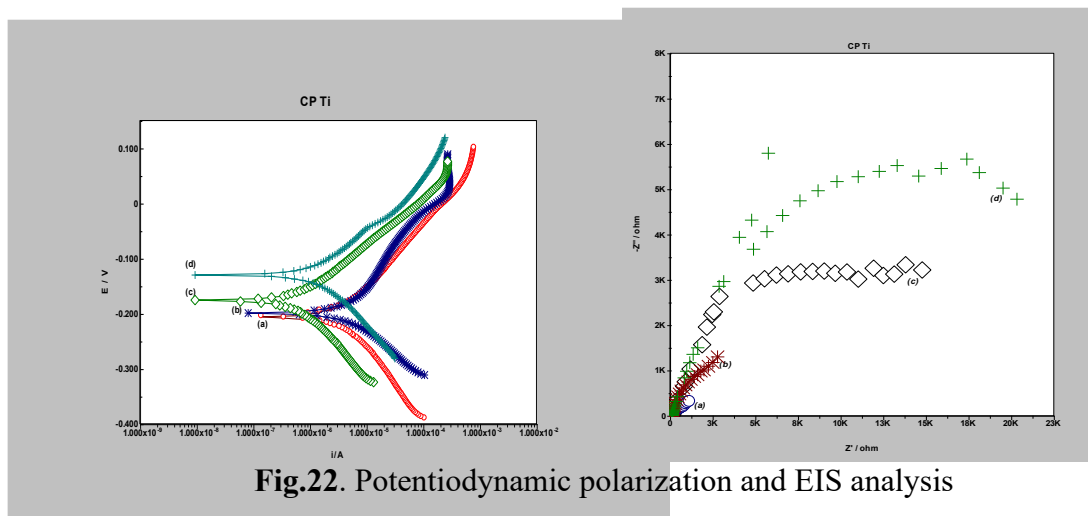 CP Ti
0.100
0
-0.100
-0.200
-0.300
-0.400
E / V
(d)
(c)
(b)
(a)
1.000x10⁻⁹ 1.000x10⁻⁸ 1.000x10⁻⁷ 1.000x10⁻⁶ 1.000x10⁻⁵ 1.000x10⁻⁴ 1.000x10⁻³ 1.000x10⁻²
i/A
CP Ti
8K
7K
6K
5K
4K
3K
2K
1K
0
-Z" / ohm
(d)
(c)
(b)
(a)
0 3K 5K 8K 10K 13K 15K 18K 20K 23K
Z' / ohm
Fig.22. Potentiodynamic polarization and EIS analysis